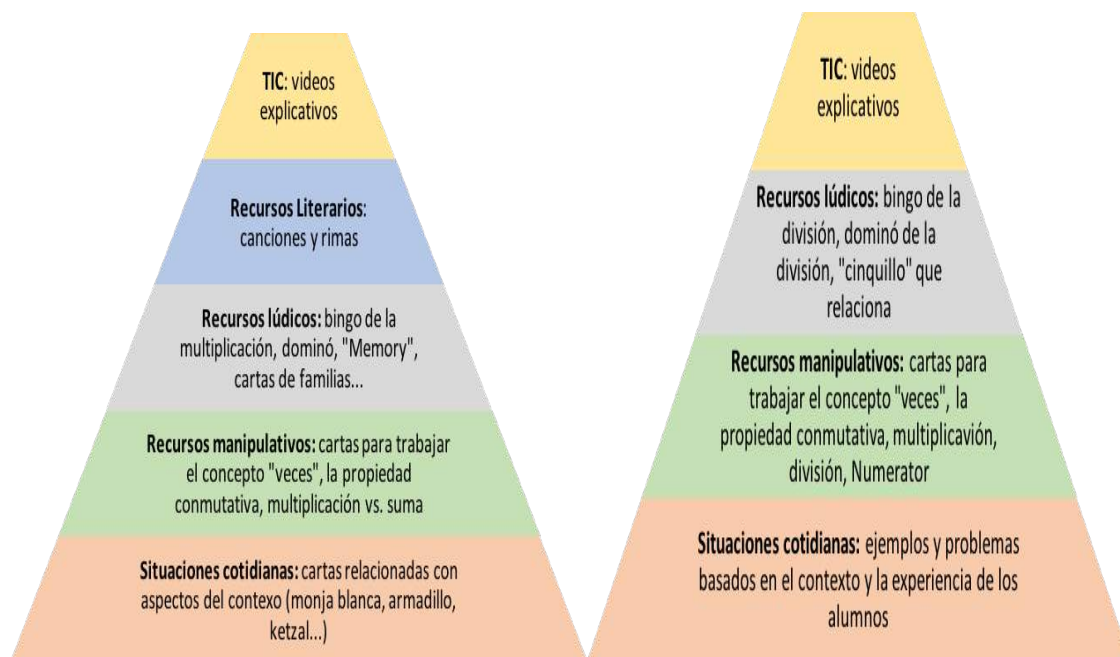 TIC: videos
explicativos
Recursos Literarios:
canciones y rimas
Recursos lúdicos: bingo de la
multiplicación, dominó, "Memory",
cartas de familias...
Recursos manipulativos: cartas para trabajar
el concepto "veces", la propiedad
conmutativa, multiplicación vs. suma
Situaciones cotidianas: cartas relacionadas con
aspectos del contexo (monja blanca, armadillo,
ketzal...)
TIC: videos
explicativos
Recursos lúdicos: bingo de la
división, dominó de la
división, "cinquillo" que
relaciona
Recursos manipulativos: cartas para
trabajar el concepto "veces", la
propiedad conmutativa, multiplicavión,
división, Numerator
Situaciones cotidianas: ejemplos y problemas
basados en el contexto y la experiencia de los
alumnos